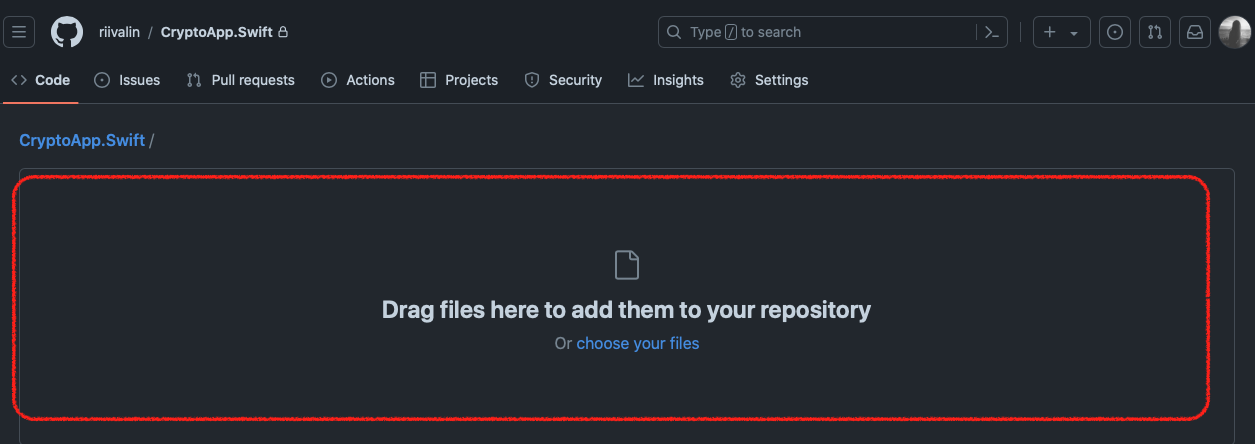 riivalin / CryptoApp.Swift
Type / to search
Code Issues Pull requests Actions Projects Security Insights Settings
CryptoApp.Swift /
Drag files here to add them to your repository
Or choose your files